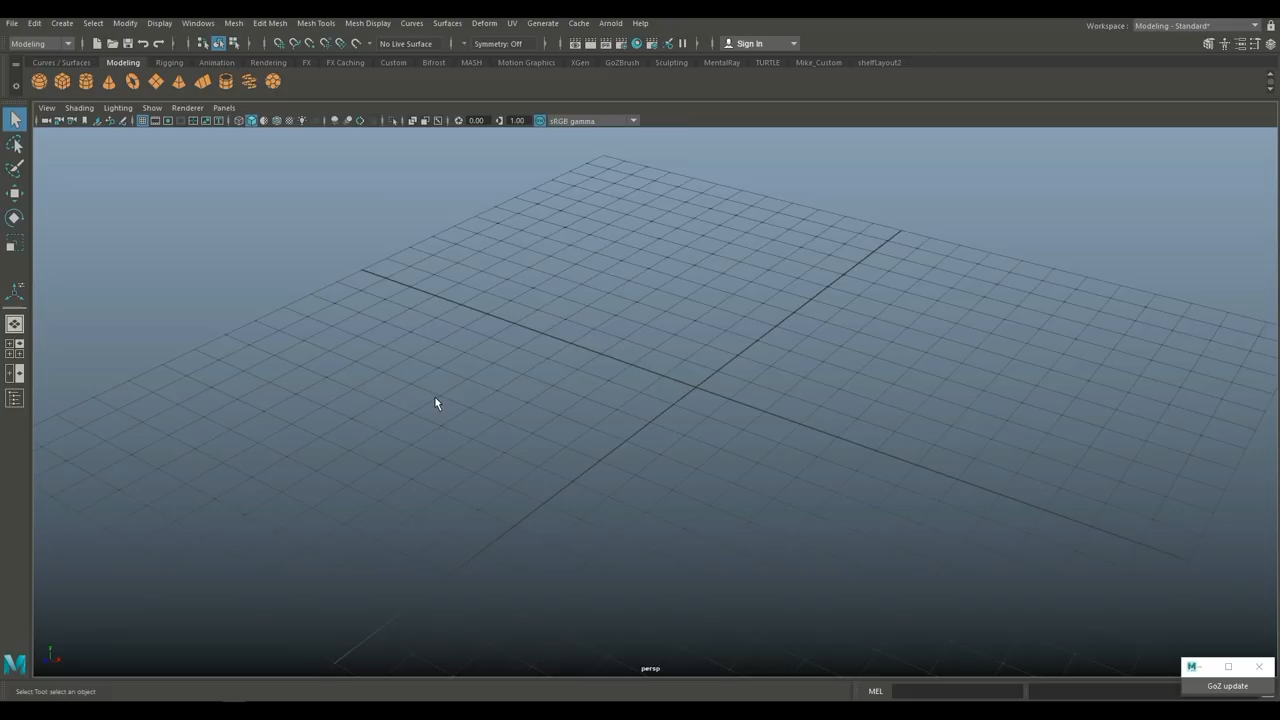 File Edit Create Select Modify Display Windows Mesh Edit Mesh Mesh Tools Mesh Display Curves Surfaces Deform UV Generate Cache Arnold Help
Workspace : Modeling - Standard*
Modeling No Live Surface Symmetry: Off Sign In
Curves / Surfaces Modeling Rigging Animation Rendering FX FX Caching Custom Bifrost MASH Motion Graphics XGen GoZBrush Sculpting MentalRay TURTLE Mike_Custom shelfLayout2
View Shading Lighting Show Renderer Panels
0.00 1.00 sRGB gamma
persp
GoZ update
Select Tool: select an object
MEL